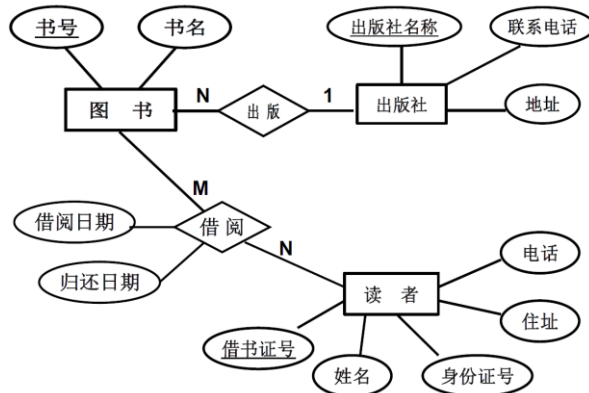 书号
书名
出版社名称
联系电话
图 书
N
出 版
1
出版社
地址
M
借阅日期
借 阅
归还日期
N
电话
读 者
住址
借书证号
姓名
身份证号